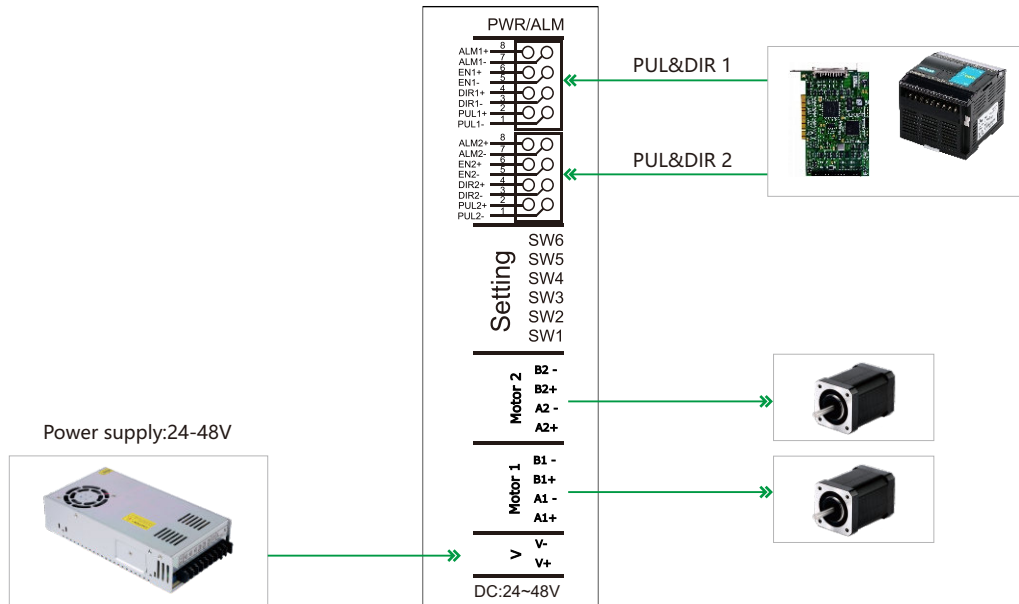 PWR/ALM
ALM1+ 8
ALM1- 7
EN1+ 6
EN1- 5
DIR1+ 4
DIR1- 3
PUL1+ 2
PUL1- 1
PUL&DIR 1
ALM2+ 8
ALM2- 7
EN2+ 6
EN2- 5
DIR2+ 4
DIR2- 3
PUL2+ 2
PUL2- 1
PUL&DIR 2
Setting
SW6
SW5
SW4
SW3
SW2
SW1
Motor 2
B2 -
B2+
A2 -
A2+
Motor 1
B1 -
B1+
A1 -
A1+
Power supply:24-48V
V
V-
V+
DC:24~48V